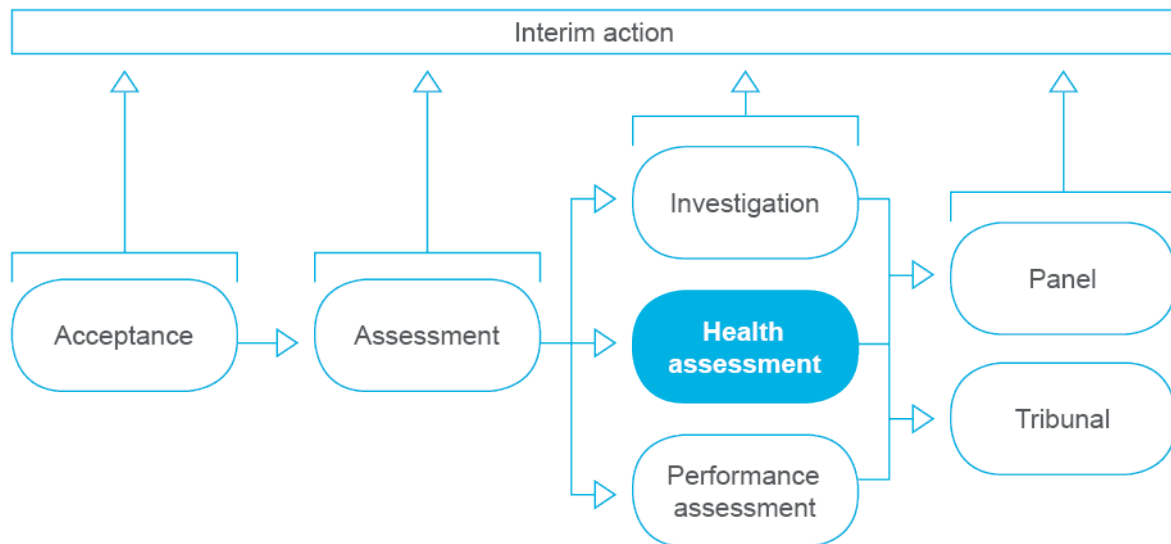 Interim action
Acceptance
Assessment
Investigation
Health
assessment
Performance
assessment
Panel
Tribunal